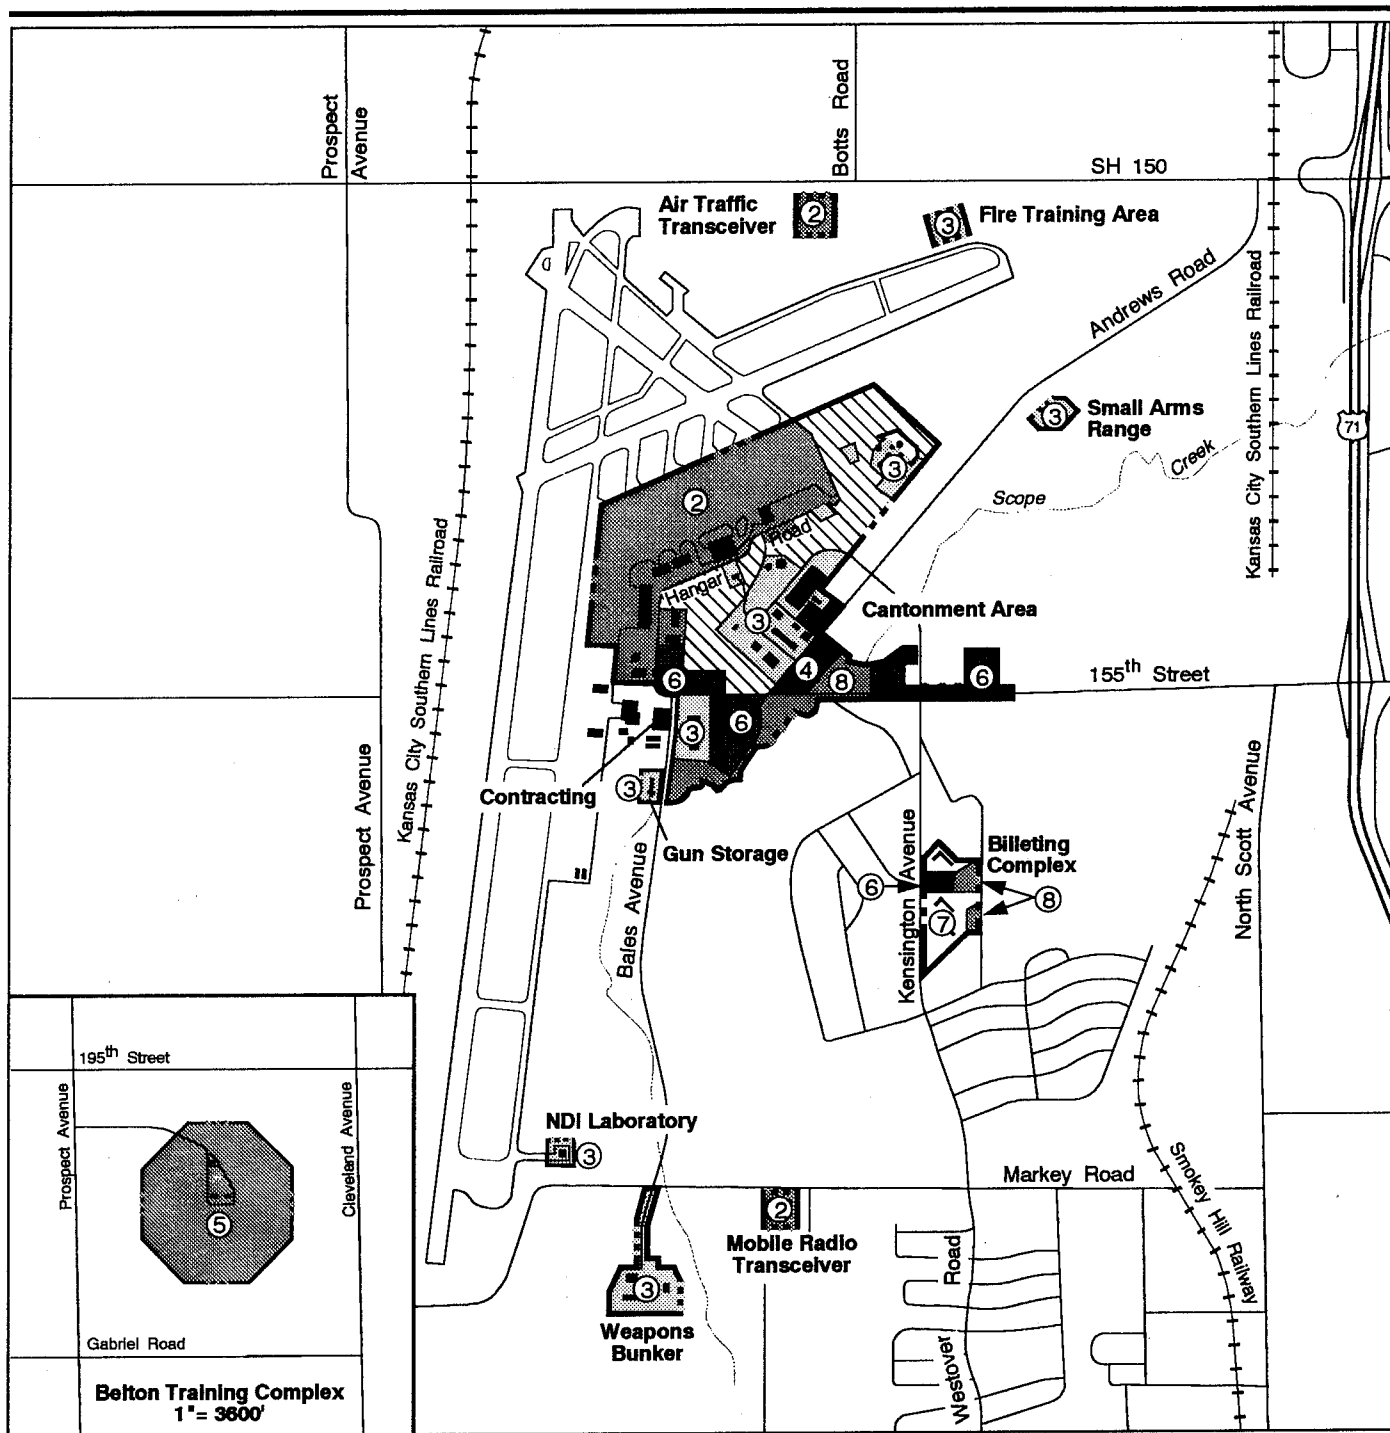 Prospect
Avenue
Botts Road
SH 150
Air Traffic
Transceiver
2
3
Fire Training Area
Andrews Road
Kansas City Southern Lines Railroad
71
3
Small Arms
Range
Scope
Creek
3
2
Hangar
Road
Kansas City Southern Lines Railroad
3
Cantonment Area
6
4
8
6
155th Street
3
6
Prospect Avenue
Contracting
3
Gun Storage
Bales Avenue
Kensington Avenue
Billeting
Complex
6
8
7
North Scott Avenue
195th Street
Prospect Avenue
Cleveland Avenue
5
Gabriel Road
Belton Training Complex
1"= 3600'
NDI Laboratory
3
Markey Road
Smokey Hill Railway
2
Mobile Radio
Transceiver
3
Weapons
Bunker
Westover Road